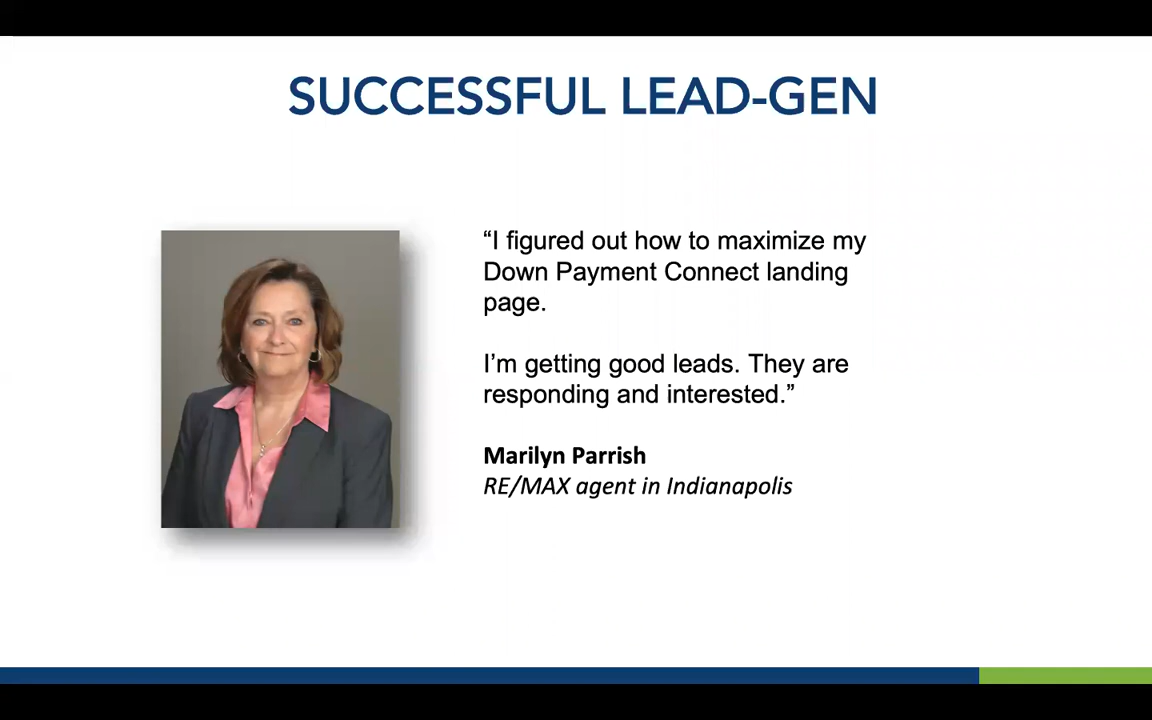 SUCCESSFUL LEAD-GEN
“I figured out how to maximize my
Down Payment Connect landing
page.
I’m getting good leads. They are
responding and interested.”
Marilyn Parrish
RE/MAX agent in Indianapolis